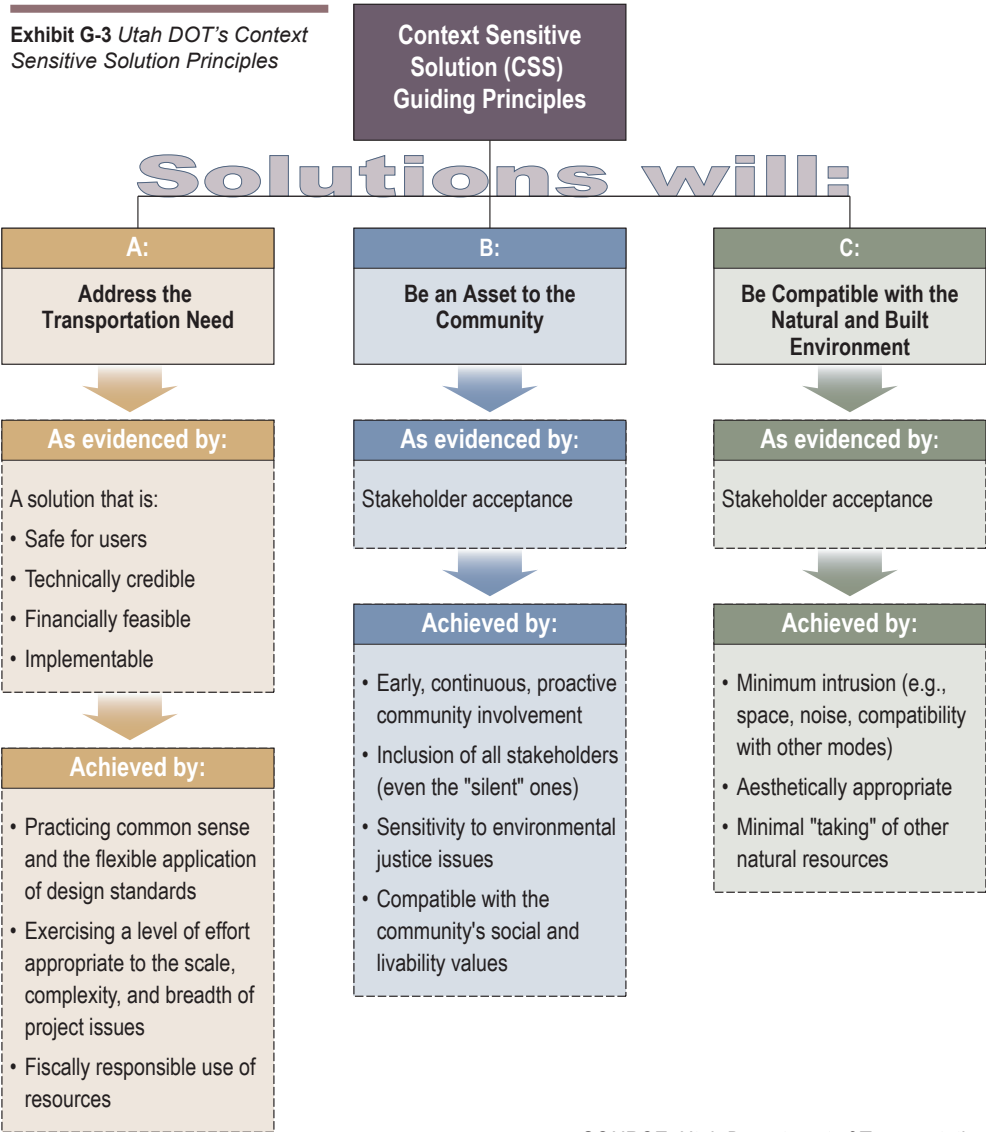 Exhibit G-3 Utah DOT's Context
Sensitive Solution Principles
Context Sensitive
Solution (CSS)
Guiding Principles
Solutions will:
A:
Address the
Transportation Need
As evidenced by:
A solution that is:
• Safe for users
• Technically credible
• Financially feasible
• Implementable
Achieved by:
• Practicing common sense
and the flexible application
of design standards
• Exercising a level of effort
appropriate to the scale,
complexity, and breadth of
project issues
• Fiscally responsible use of
resources
B:
Be an Asset to the
Community
As evidenced by:
Stakeholder acceptance
Achieved by:
• Early, continuous, proactive
community involvement
• Inclusion of all stakeholders
(even the "silent" ones)
• Sensitivity to environmental
justice issues
• Compatible with the
community's social and
livability values
C:
Be Compatible with the
Natural and Built
Environment
As evidenced by:
Stakeholder acceptance
Achieved by:
• Minimum intrusion (e.g.,
space, noise, compatibility
with other modes)
• Aesthetically appropriate
• Minimal "taking" of other
natural resources